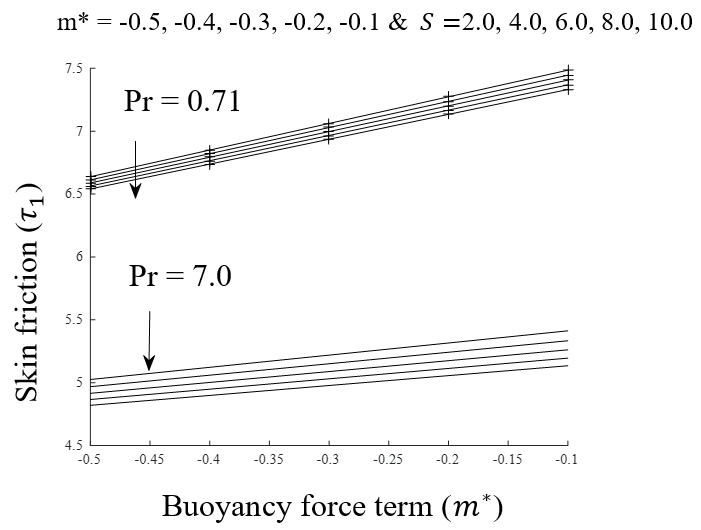 m* = -0.5, -0.4, -0.3, -0.2, -0.1 & S =2.0, 4.0, 6.0, 8.0, 10.0
7.5
Pr = 0.71
7
6.5
6
Pr = 7.0
5.5
5
4.5
Skin friction (τ₁)
-0.5 -0.45 -0.4 -0.35 -0.3 -0.25 -0.2 -0.15 -0.1
Buoyancy force term (m*)